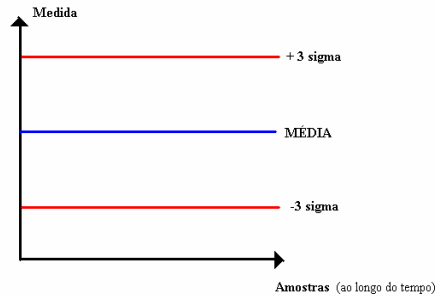 Medida
+ 3 sigma
MÉDIA
-3 sigma
Amostras (ao longo do tempo)